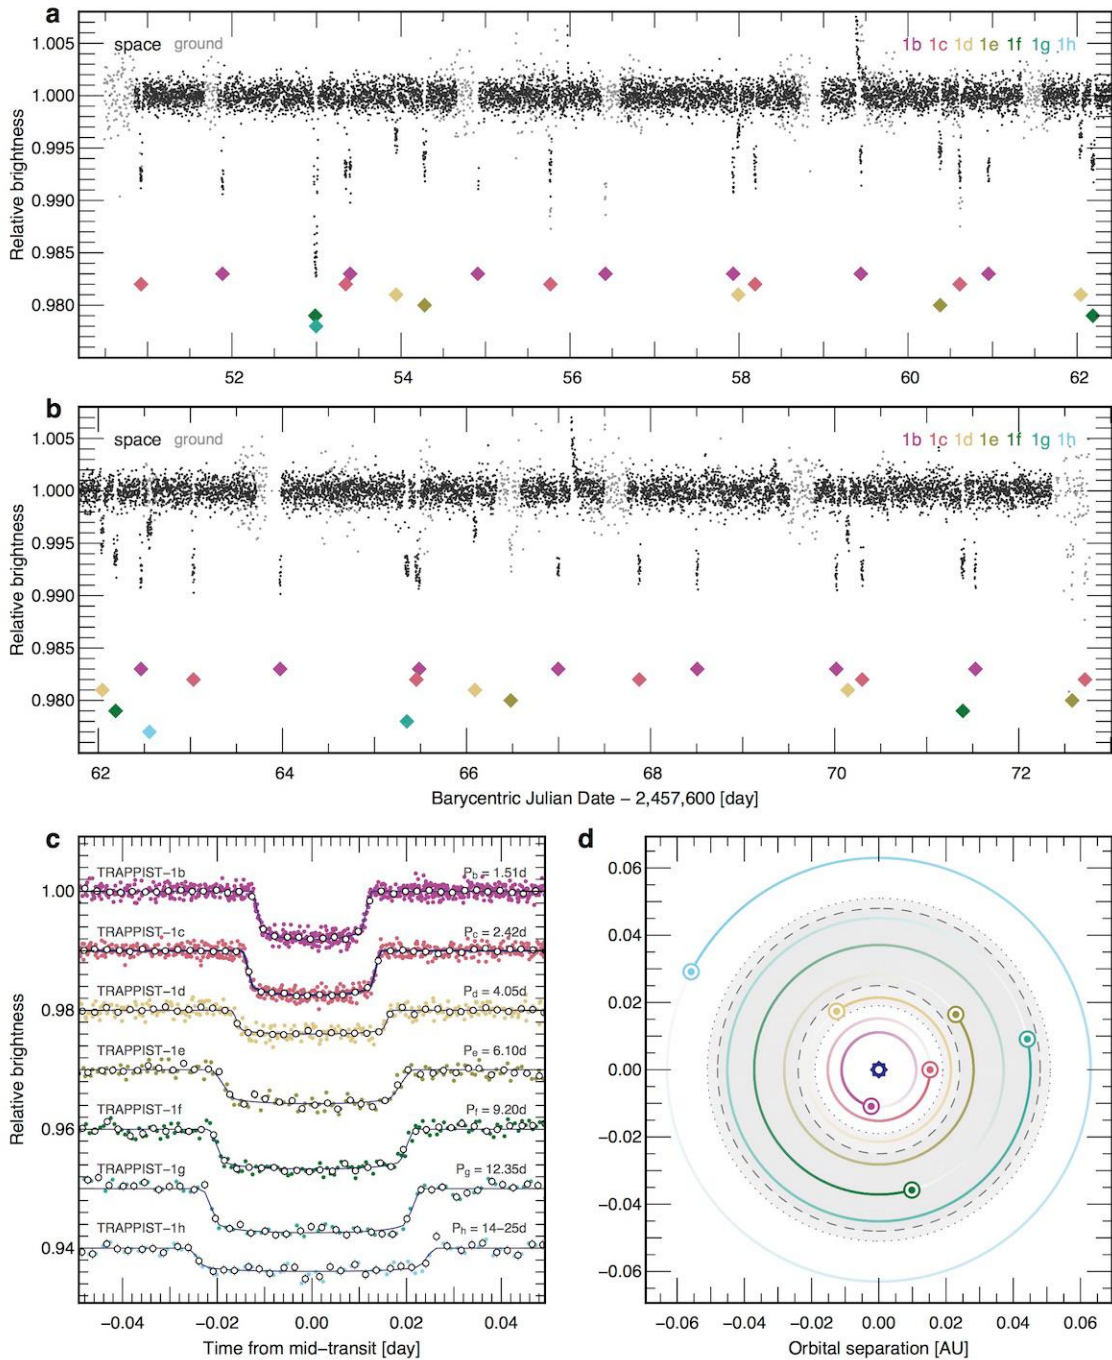 a
space ground
1b 1c 1d 1e 1f 1g 1h
1.005
1.000
0.995
0.990
0.985
0.980
Relative brightness
52 54 56 58 60 62
b
space ground
1b 1c 1d 1e 1f 1g 1h
1.005
1.000
0.995
0.990
0.985
0.980
Relative brightness
62 64 66 68 70 72
Barycentric Julian Date – 2,457,600 [day]
c
TRAPPIST−1b Pb = 1.51d
TRAPPIST−1c Pc = 2.42d
TRAPPIST−1d Pd = 4.05d
TRAPPIST−1e Pe = 6.10d
TRAPPIST−1f Pf = 9.20d
TRAPPIST−1g Pg = 12.35d
TRAPPIST−1h Ph = 14−25d
1.00
0.98
0.96
0.94
Relative brightness
−0.04 −0.02 0.00 0.02 0.04
Time from mid−transit [day]
d
0.06
0.04
0.02
0.00
−0.02
−0.04
−0.06
−0.06 −0.04 −0.02 0.00 0.02 0.04 0.06
Orbital separation [AU]